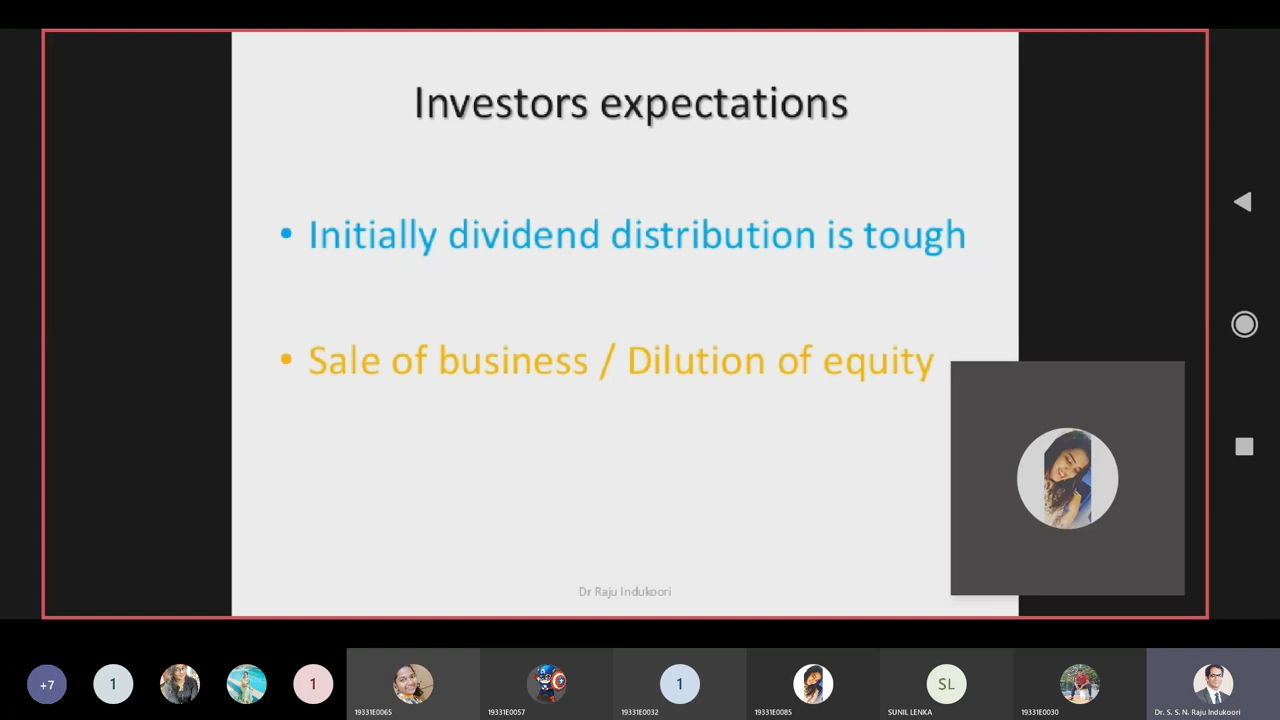 Investors expectations
• Initially dividend distribution is tough
• Sale of business / Dilution of equity
Dr Raju Indukoori
+7
1
1
1
SL
19331E0065
19331E0057
19331E0032
19331E0085
SUNIL LENKA
19331E0030
Dr. S. S. N. Raju Indukoori